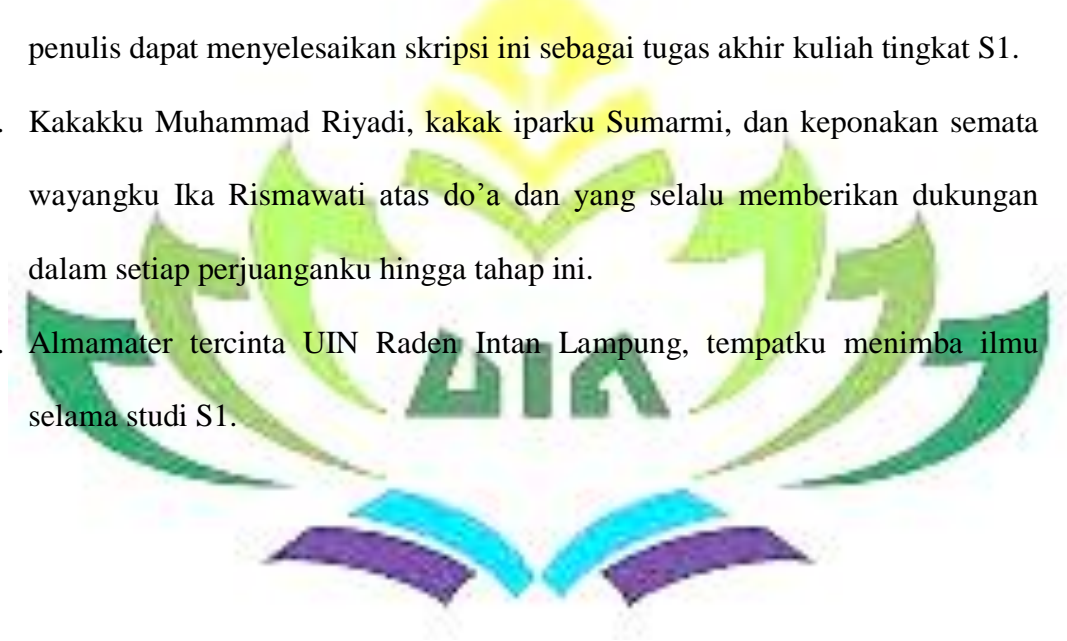 penulis dapat menyelesaikan skripsi ini sebagai tugas akhir kuliah tingkat S1.
. Kakakku Muhammad Riyadi, kakak iparku Sumarmi, dan keponakan semata
wayangku Ika Rismawati atas do’a dan yang selalu memberikan dukungan
dalam setiap perjuanganku hingga tahap ini.
. Almamater tercinta UIN Raden Intan Lampung, tempatku menimba ilmu
selama studi S1.
UIN